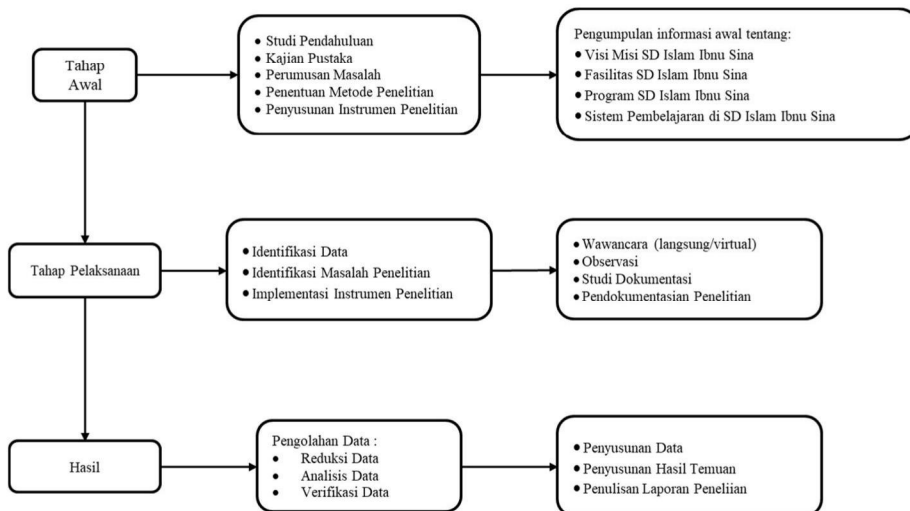 Tahap
Awal
• Studi Pendahuluan
• Kajian Pustaka
• Perumusan Masalah
• Penentuan Metode Penelitian
• Penyusunan Instrumen Penelitian
Pengumpulan informasi awal tentang:
• Visi Misi SD Islam Ibnu Sina
• Fasilitas SD Islam Ibnu Sina
• Program SD Islam Ibnu Sina
• Sistem Pembelajaran di SD Islam Ibnu Sina
Tahap Pelaksanaan
• Identifikasi Data
• Identifikasi Masalah Penelitian
• Implementasi Instrumen Penelitian
• Wawancara (langsung/virtual)
• Observasi
• Studi Dokumentasi
• Pendokumentasian Penelitian
Hasil
Pengolahan Data :
• Reduksi Data
• Analisis Data
• Verifikasi Data
• Penyusunan Data
• Penyusunan Hasil Temuan
• Penulisan Laporan Peneliian